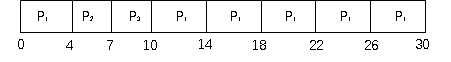 P₁ P₂ P₃ P₁ P₁ P₁ P₁ P₁
0 4 7 10 14 18 22 26 30